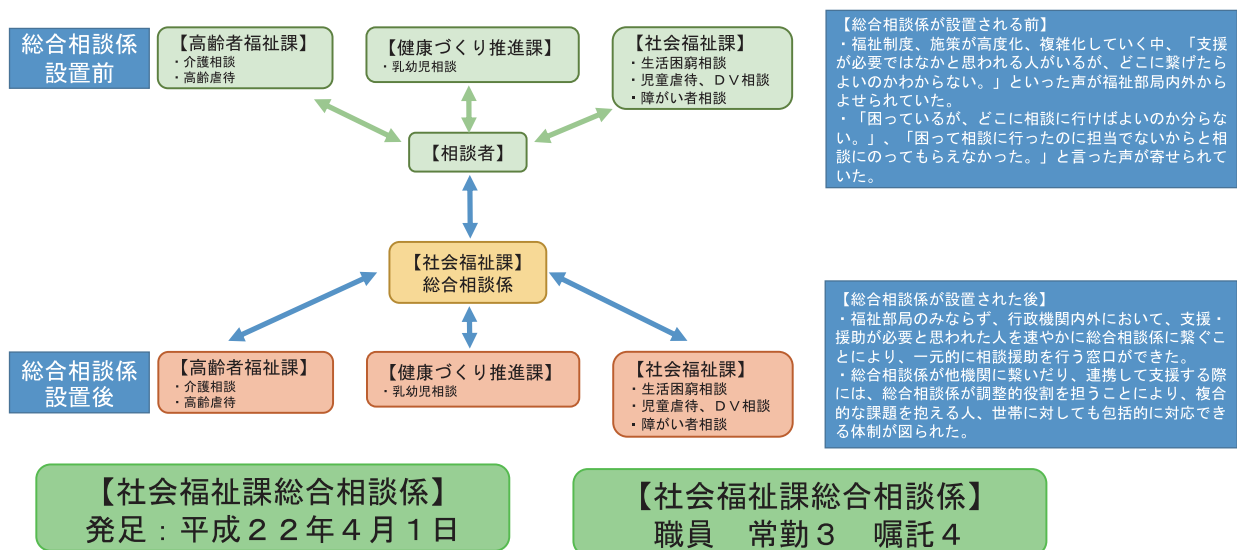 総合相談係
設置前
【高齢者福祉課】
・介護相談
・高齢虐待
【健康づくり推進課】
・乳幼児相談
【社会福祉課】
・生活困窮相談
・児童虐待、ＤＶ相談
・障がい者相談
【相談者】
【総合相談係が設置される前】
・福祉制度、施策が高度化、複雑化していく中、「支援
が必要ではなかと思われる人がいるが、どこに繋げたら
よいのかわからない。」といった声が福祉部局内外から
よせられていた。
・「困っているが、どこに相談に行けばよいのか分らな
い。」、「困って相談に行ったのに担当でないからと相
談にのってもらえなかった。」と言った声が寄せられて
いた。
【社会福祉課】
総合相談係
総合相談係
設置後
【高齢者福祉課】
・介護相談
・高齢虐待
【健康づくり推進課】
・乳幼児相談
【社会福祉課】
・生活困窮相談
・児童虐待、ＤＶ相談
・障がい者相談
【総合相談係が設置された後】
・福祉部局のみならず、行政機関内外において、支援・
援助が必要と思われた人を速やかに総合相談係に繋ぐこ
とにより、一元的に相談援助を行う窓口ができた。
・総合相談係が他機関に繋いだり、連携して支援する際
には、総合相談係が調整的役割を担うことにより、複合
的な課題を抱える人、世帯に対しても包括的に対応でき
る体制が図られた。
【社会福祉課総合相談係】
発足：平成２２年４月１日
【社会福祉課総合相談係】
職員　常勤３　嘱託４